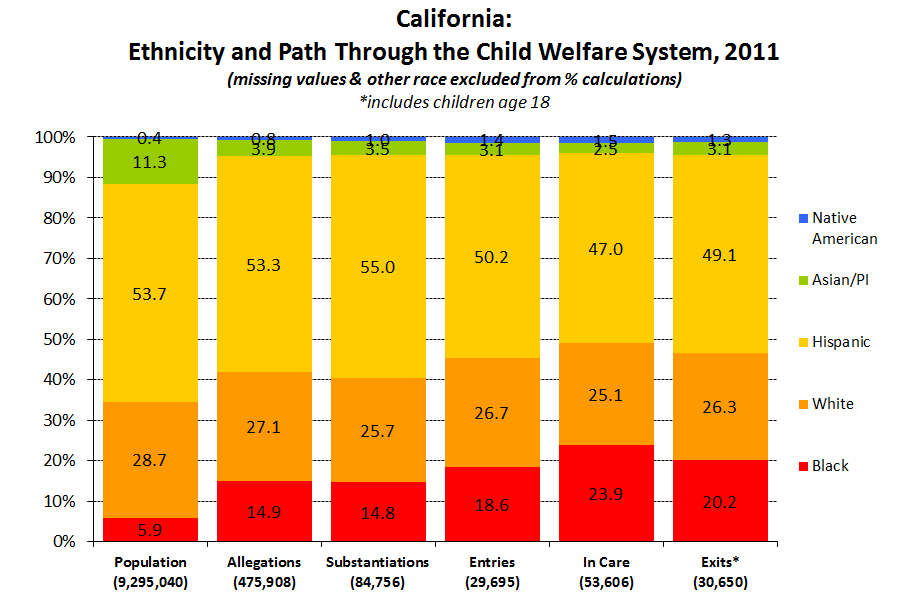 California:
Ethnicity and Path Through the Child Welfare System, 2011
(missing values & other race excluded from % calculations)
*includes children age 18
100%
90%
80%
70%
60%
50%
40%
30%
20%
10%
0%
0.4
11.3
53.7
28.7
5.9
0.8
3.9
53.3
27.1
14.9
1.0
3.5
55.0
25.7
14.8
1.4
3.1
50.2
26.7
18.6
1.5
2.5
47.0
25.1
23.9
1.3
3.1
49.1
26.3
20.2
Population
(9,295,040)
Allegations
(475,908)
Substantiations
(84,756)
Entries
(29,695)
In Care
(53,606)
Exits*
(30,650)
Native
American
Asian/PI
Hispanic
White
Black